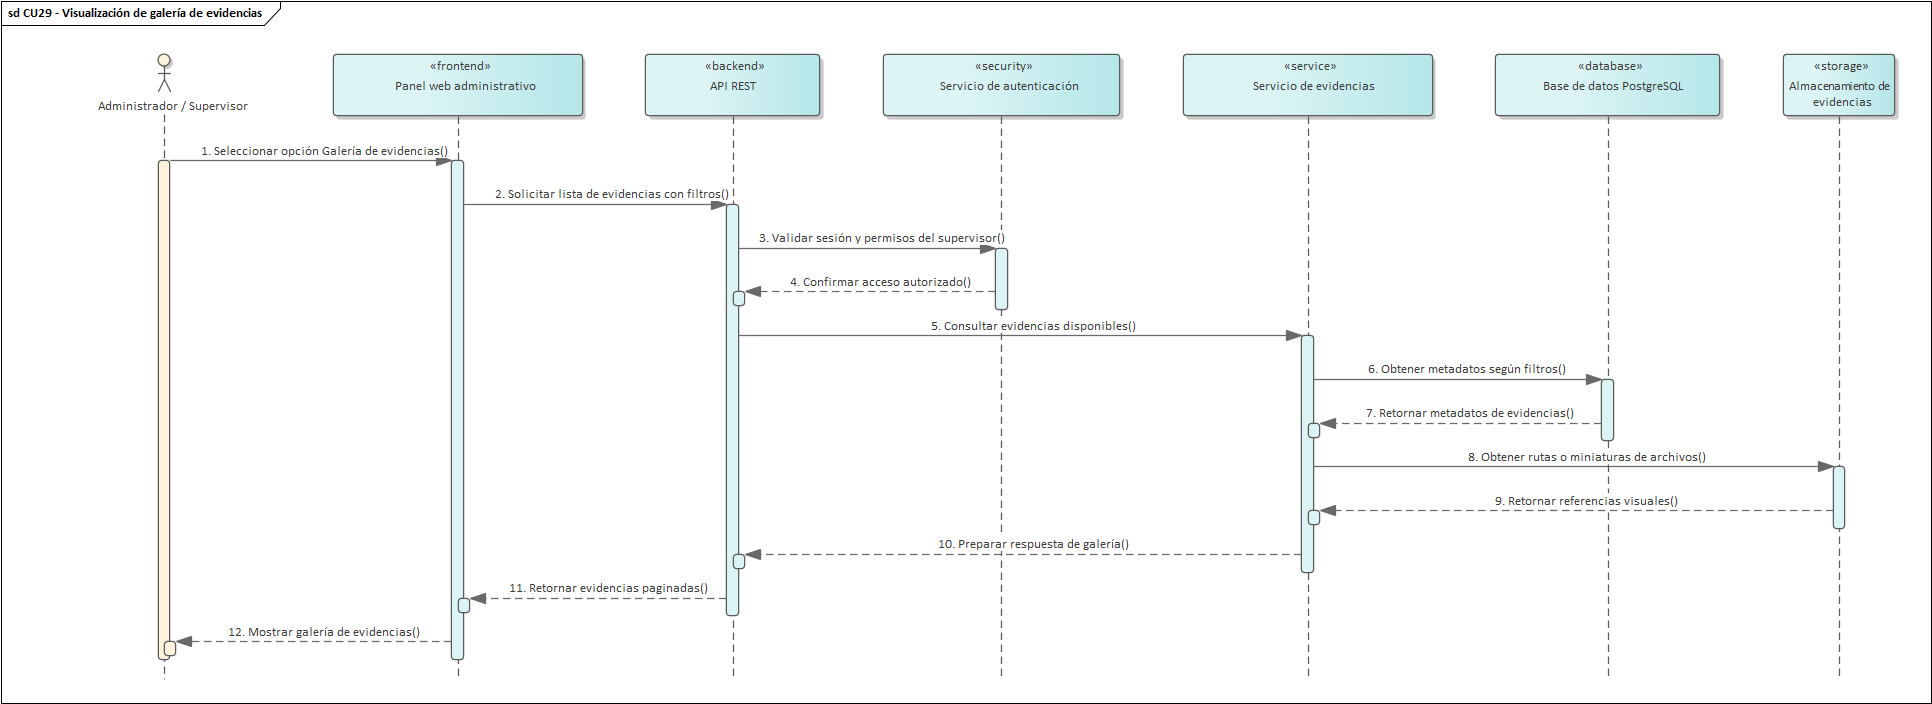 sd CU29 - Visualización de galería de evidencias
Administrador / Supervisor
«frontend»
Panel web administrativo
«backend»
API REST
«security»
Servicio de autenticación
«service»
Servicio de evidencias
«database»
Base de datos PostgreSQL
«storage»
Almacenamiento de
evidencias
1. Seleccionar opción Galería de evidencias()
2. Solicitar lista de evidencias con filtros()
3. Validar sesión y permisos del supervisor()
4. Confirmar acceso autorizado()
5. Consultar evidencias disponibles()
6. Obtener metadatos según filtros()
7. Retornar metadatos de evidencias()
8. Obtener rutas o miniaturas de archivos()
9. Retornar referencias visuales()
10. Preparar respuesta de galería()
11. Retornar evidencias paginadas()
12. Mostrar galería de evidencias()